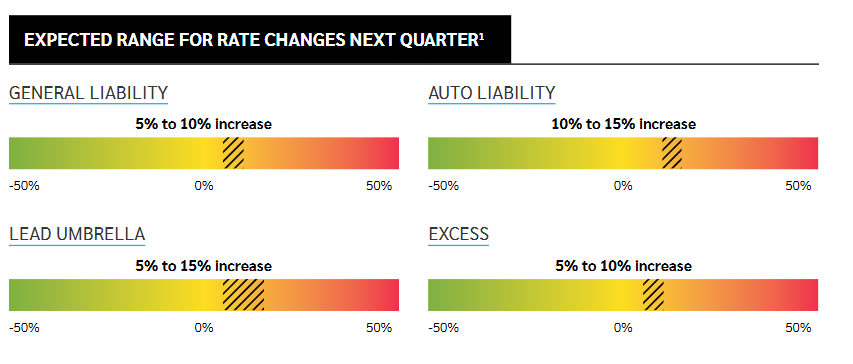 EXPECTED RANGE FOR RATE CHANGES NEXT QUARTER¹
GENERAL LIABILITY
5% to 10% increase
-50% 0% 50%
AUTO LIABILITY
10% to 15% increase
-50% 0% 50%
LEAD UMBRELLA
5% to 15% increase
-50% 0% 50%
EXCESS
5% to 10% increase
-50% 0% 50%